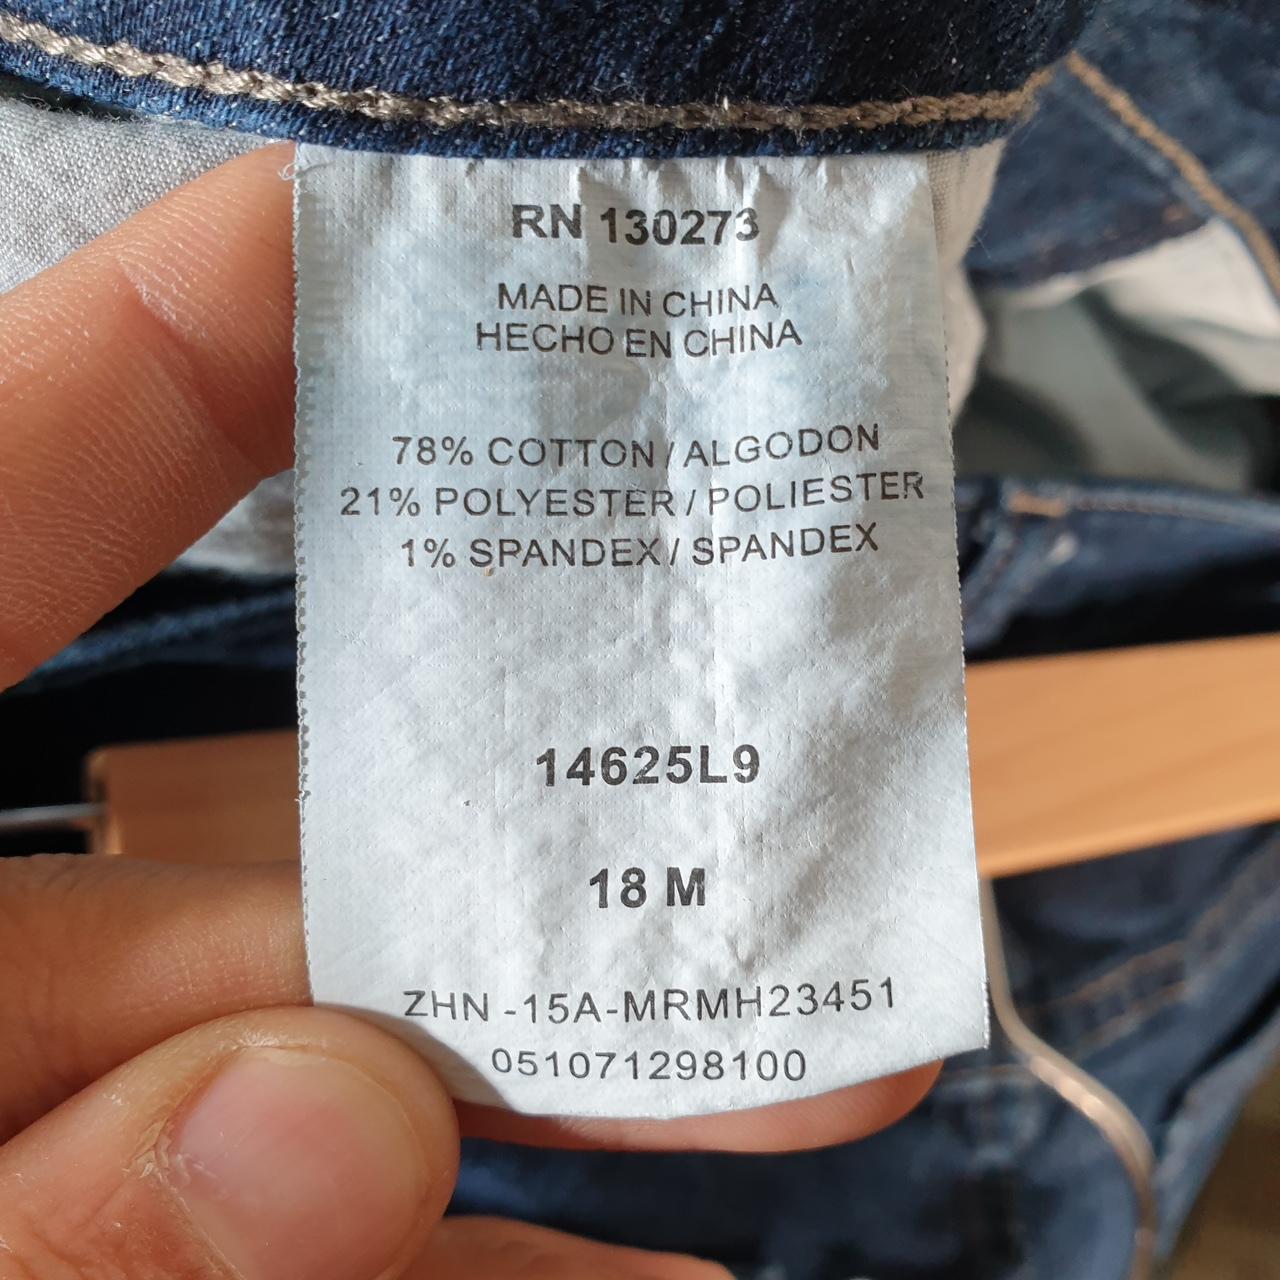 RN 130273
MADE IN CHINA
HECHO EN CHINA
78% COTTON / ALGODON
21% POLYESTER / POLIESTER
1% SPANDEX / SPANDEX
14625L9
18 M
ZHN -15A-MRMH23451
051071298100